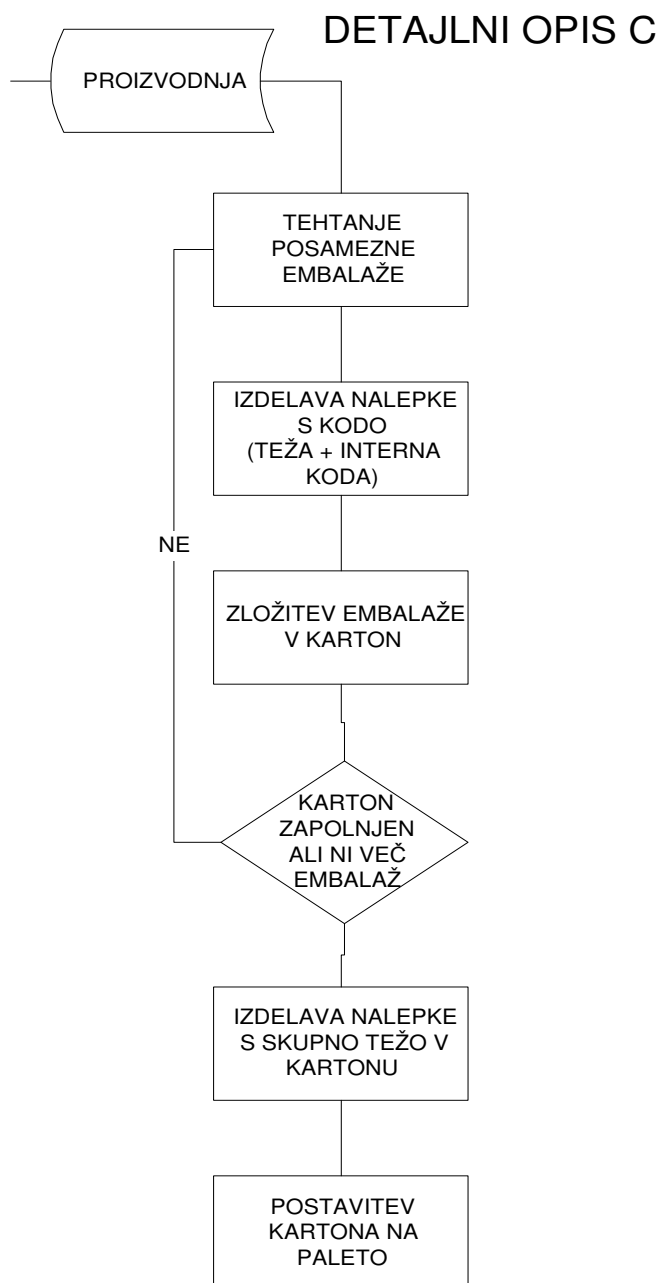 DETAJLNI OPIS C
PROIZVODNJA
TEHTANJE
POSAMEZNE
EMBALAŽE
IZDELAVA NALEPKE
S KODO
(TEŽA + INTERNA
KODA)
NE
ZLOŽITEV EMBALAŽE
V KARTON
KARTON
ZAPOLNJEN
ALI NI VEČ
EMBALAŽ
IZDELAVA NALEPKE
S SKUPNO TEŽO V
KARTONU
POSTAVITEV
KARTONA NA
PALETO